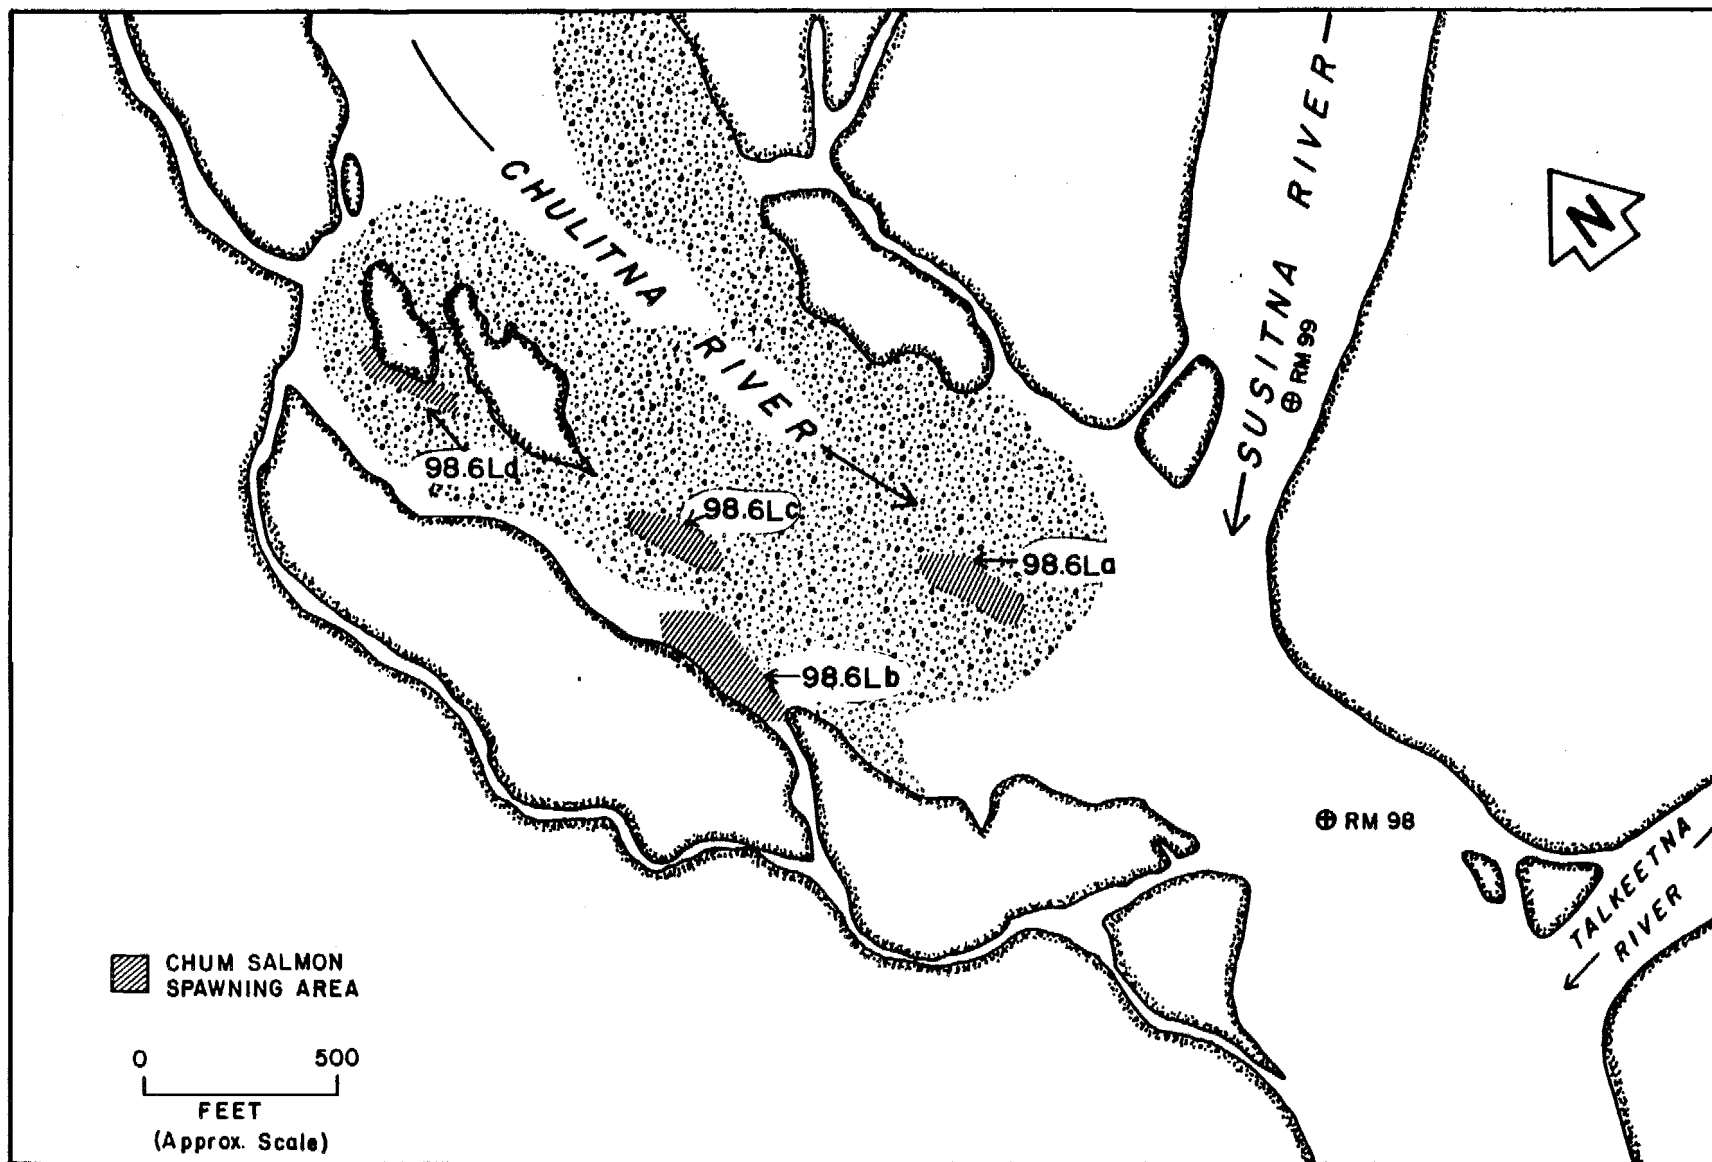 CHULITNA RIVER
SUSITNA RIVER
N
RM 99
98.6Ld
98.6Lc
98.6La
98.6Lb
RM 98
TALKEETNA
RIVER
CHUM SALMON
SPAWNING AREA
0 500
FEET
(Approx. Scale)